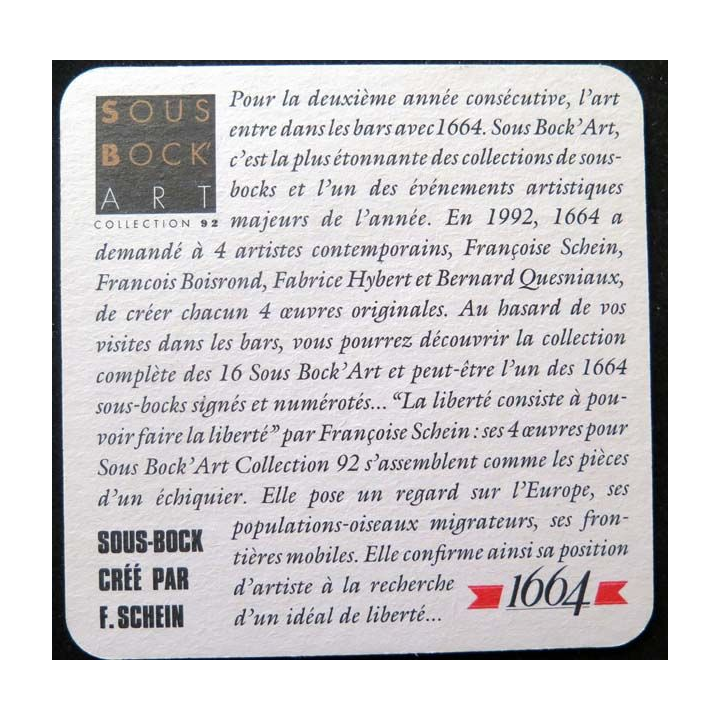 SOUS
BOCK'
ART
COLLECTION 92
Pour la deuxième année consécutive, l'art
entre dans les bars avec 1664. Sous Bock'Art,
c'est la plus étonnante des collections de sous-
bocks et l'un des événements artistiques
majeurs de l'année. En 1992, 1664 a
demandé à 4 artistes contemporains, Françoise Schein,
Francois Boisrond, Fabrice Hybert et Bernard Quesniaux,
de créer chacun 4 œuvres originales. Au hasard de vos
visites dans les bars, vous pourrez découvrir la collection
complète des 16 Sous Bock'Art et peut-être l'un des 1664
sous-bocks signés et numérotés... “La liberté consiste à pou-
voir faire la liberté” par Françoise Schein : ses 4 œuvres pour
Sous Bock'Art Collection 92 s'assemblent comme les pièces
d'un échiquier. Elle pose un regard sur l'Europe, ses
populations-oiseaux migrateurs, ses fron-
tières mobiles. Elle confirme ainsi sa position
d'artiste à la recherche
d'un idéal de liberté...
SOUS-BOCK
CRÉÉ PAR
F. SCHEIN
1664